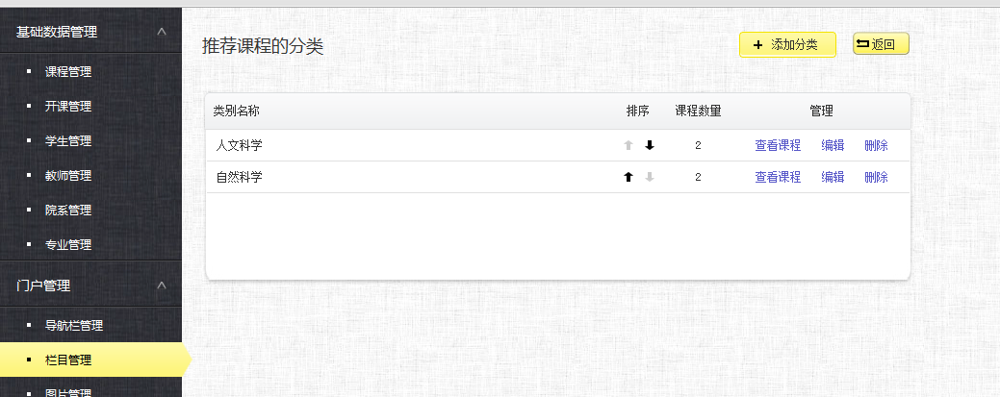 基础数据管理
课程管理
开课管理
学生管理
教师管理
院系管理
专业管理
门户管理
导航栏管理
栏目管理
图片管理
推荐课程的分类
添加分类 返回
类别名称 排序 课程数量 管理
人文科学 2 查看课程 编辑 删除
自然科学 2 查看课程 编辑 删除